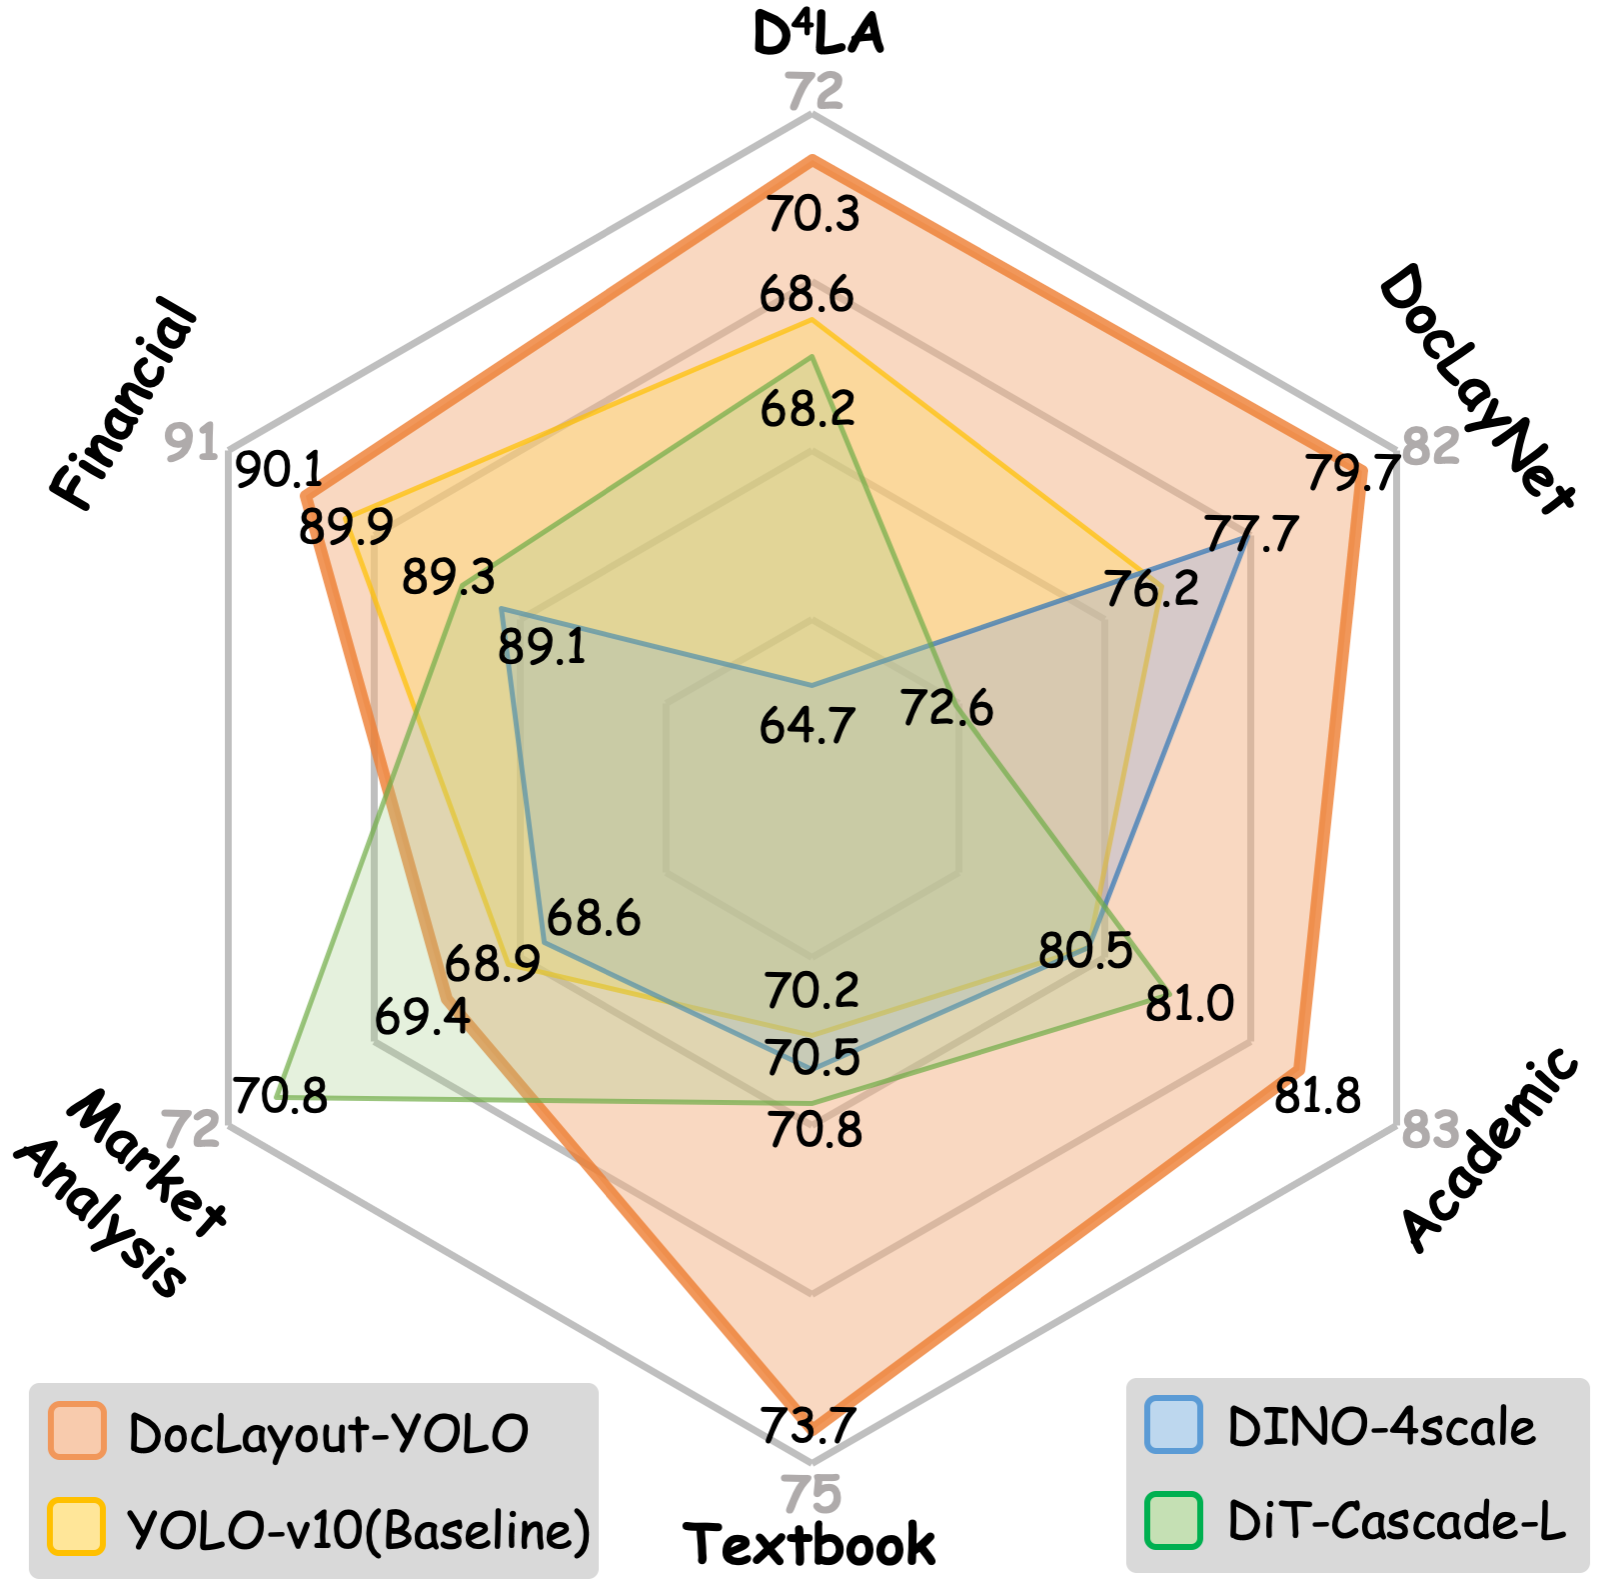 D⁴LA
72
70.3
68.6
68.2
64.7
DocLayNet
82
79.7
77.7
76.2
72.6
Financial
91
90.1
89.9
89.3
89.1
68.6
68.9
69.4
70.8
72
Market
Analysis
80.5
81.0
81.8
83
Academic
70.2
70.5
70.8
73.7
75
Textbook
DocLayout-YOLO
YOLO-v10(Baseline)
DINO-4scale
DiT-Cascade-L